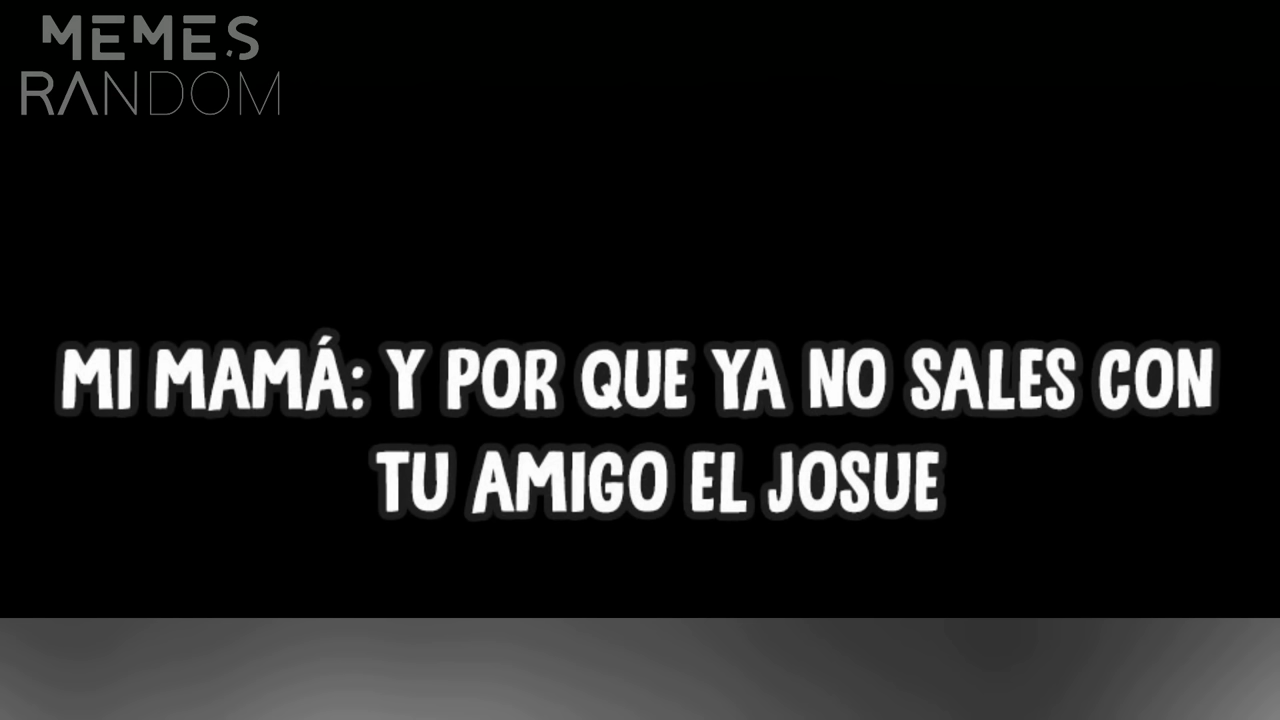 MEMES
RANDOM
MI MAMÁ: Y POR QUE YA NO SALES CON
TU AMIGO EL JOSUE